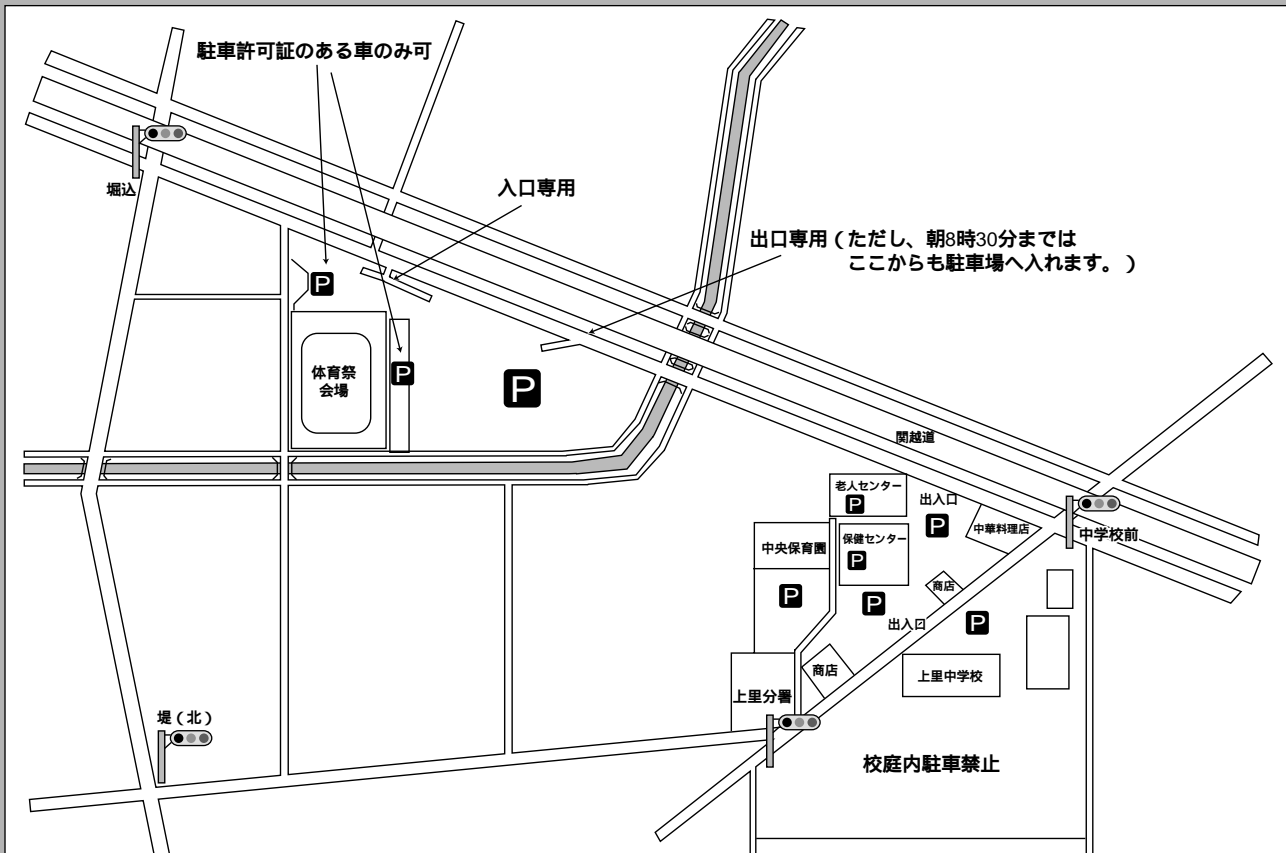 駐車許可証のある車のみ可
堀込
入口専用
出口専用（ただし、朝8時30分までは
ここからも駐車場へ入れます。）
P
体育祭
会場
P
P
関越道
老人センター
P
出入口
P
中華料理店
中学校前
中央保育園
保健センター
P
P
P
商店
出入口
P
商店
上里中学校
上里分署
堤（北）
校庭内駐車禁止